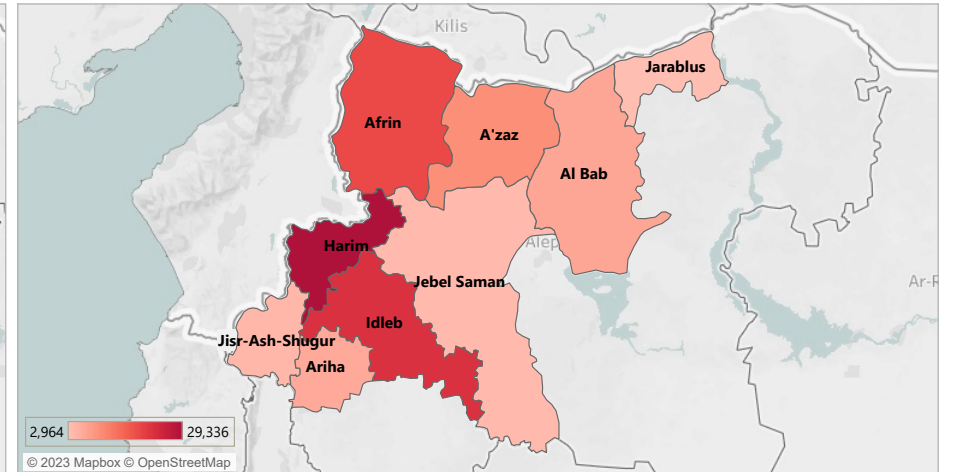 Kilis
Jarablus
Afrin
A'zaz
Al Bab
Harim
Alep
Jebel Saman
Ar-R
Idleb
Jisr-Ash-Shugur
Ariha
2,964
29,336
© 2023 Mapbox © OpenStreetMap